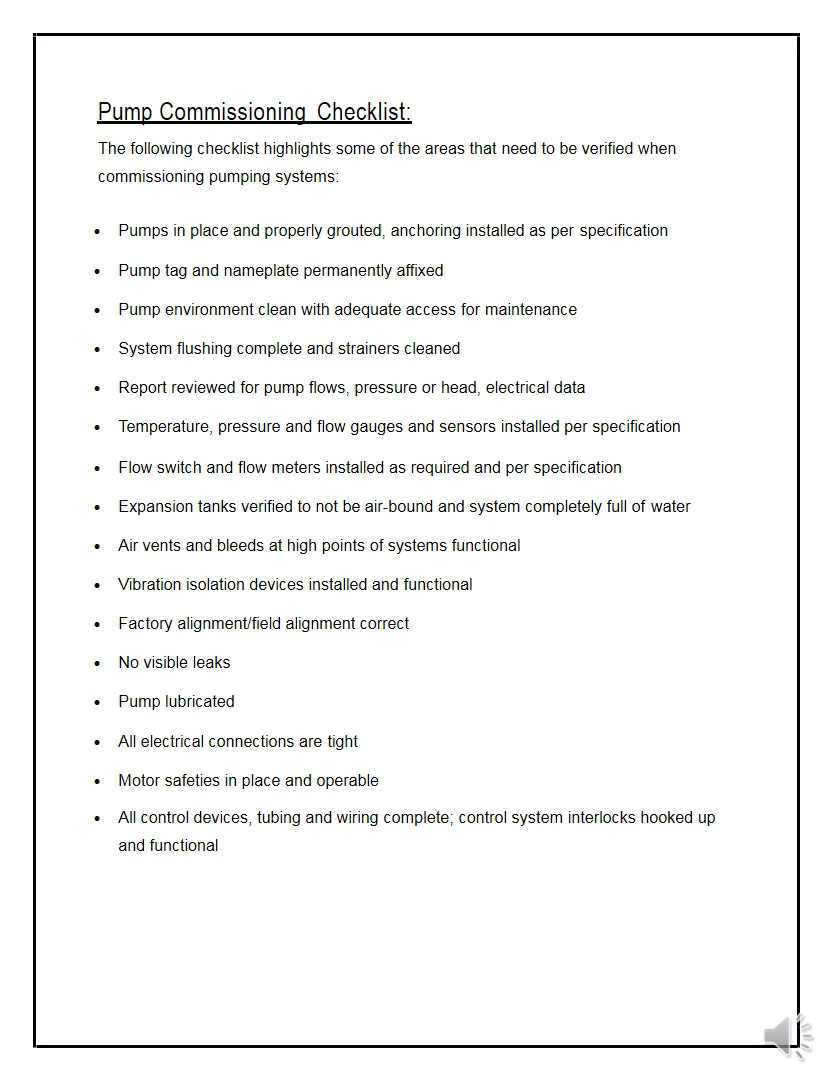 Pump Commissioning Checklist:
The following checklist highlights some of the areas that need to be verified when
commissioning pumping systems:
• Pumps in place and properly grouted, anchoring installed as per specification
• Pump tag and nameplate permanently affixed
• Pump environment clean with adequate access for maintenance
• System flushing complete and strainers cleaned
• Report reviewed for pump flows, pressure or head, electrical data
• Temperature, pressure and flow gauges and sensors installed per specification
• Flow switch and flow meters installed as required and per specification
• Expansion tanks verified to not be air-bound and system completely full of water
• Air vents and bleeds at high points of systems functional
• Vibration isolation devices installed and functional
• Factory alignment/field alignment correct
• No visible leaks
• Pump lubricated
• All electrical connections are tight
• Motor safeties in place and operable
• All control devices, tubing and wiring complete; control system interlocks hooked up
and functional